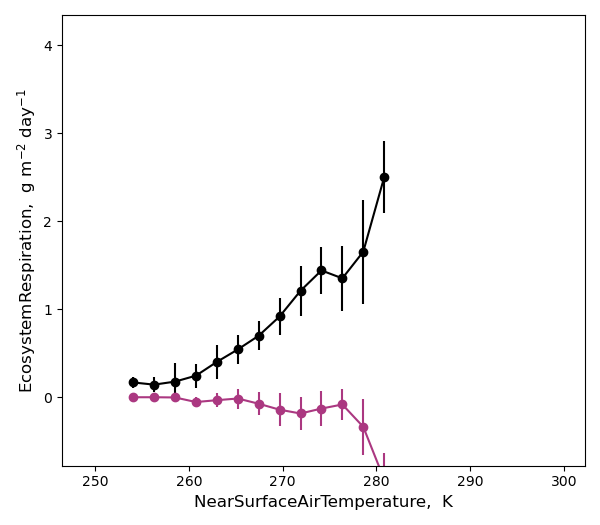 4
3
2
1
0
EcosystemRespiration, g m⁻² day⁻¹
250 260 270 280 290 300
NearSurfaceAirTemperature, K